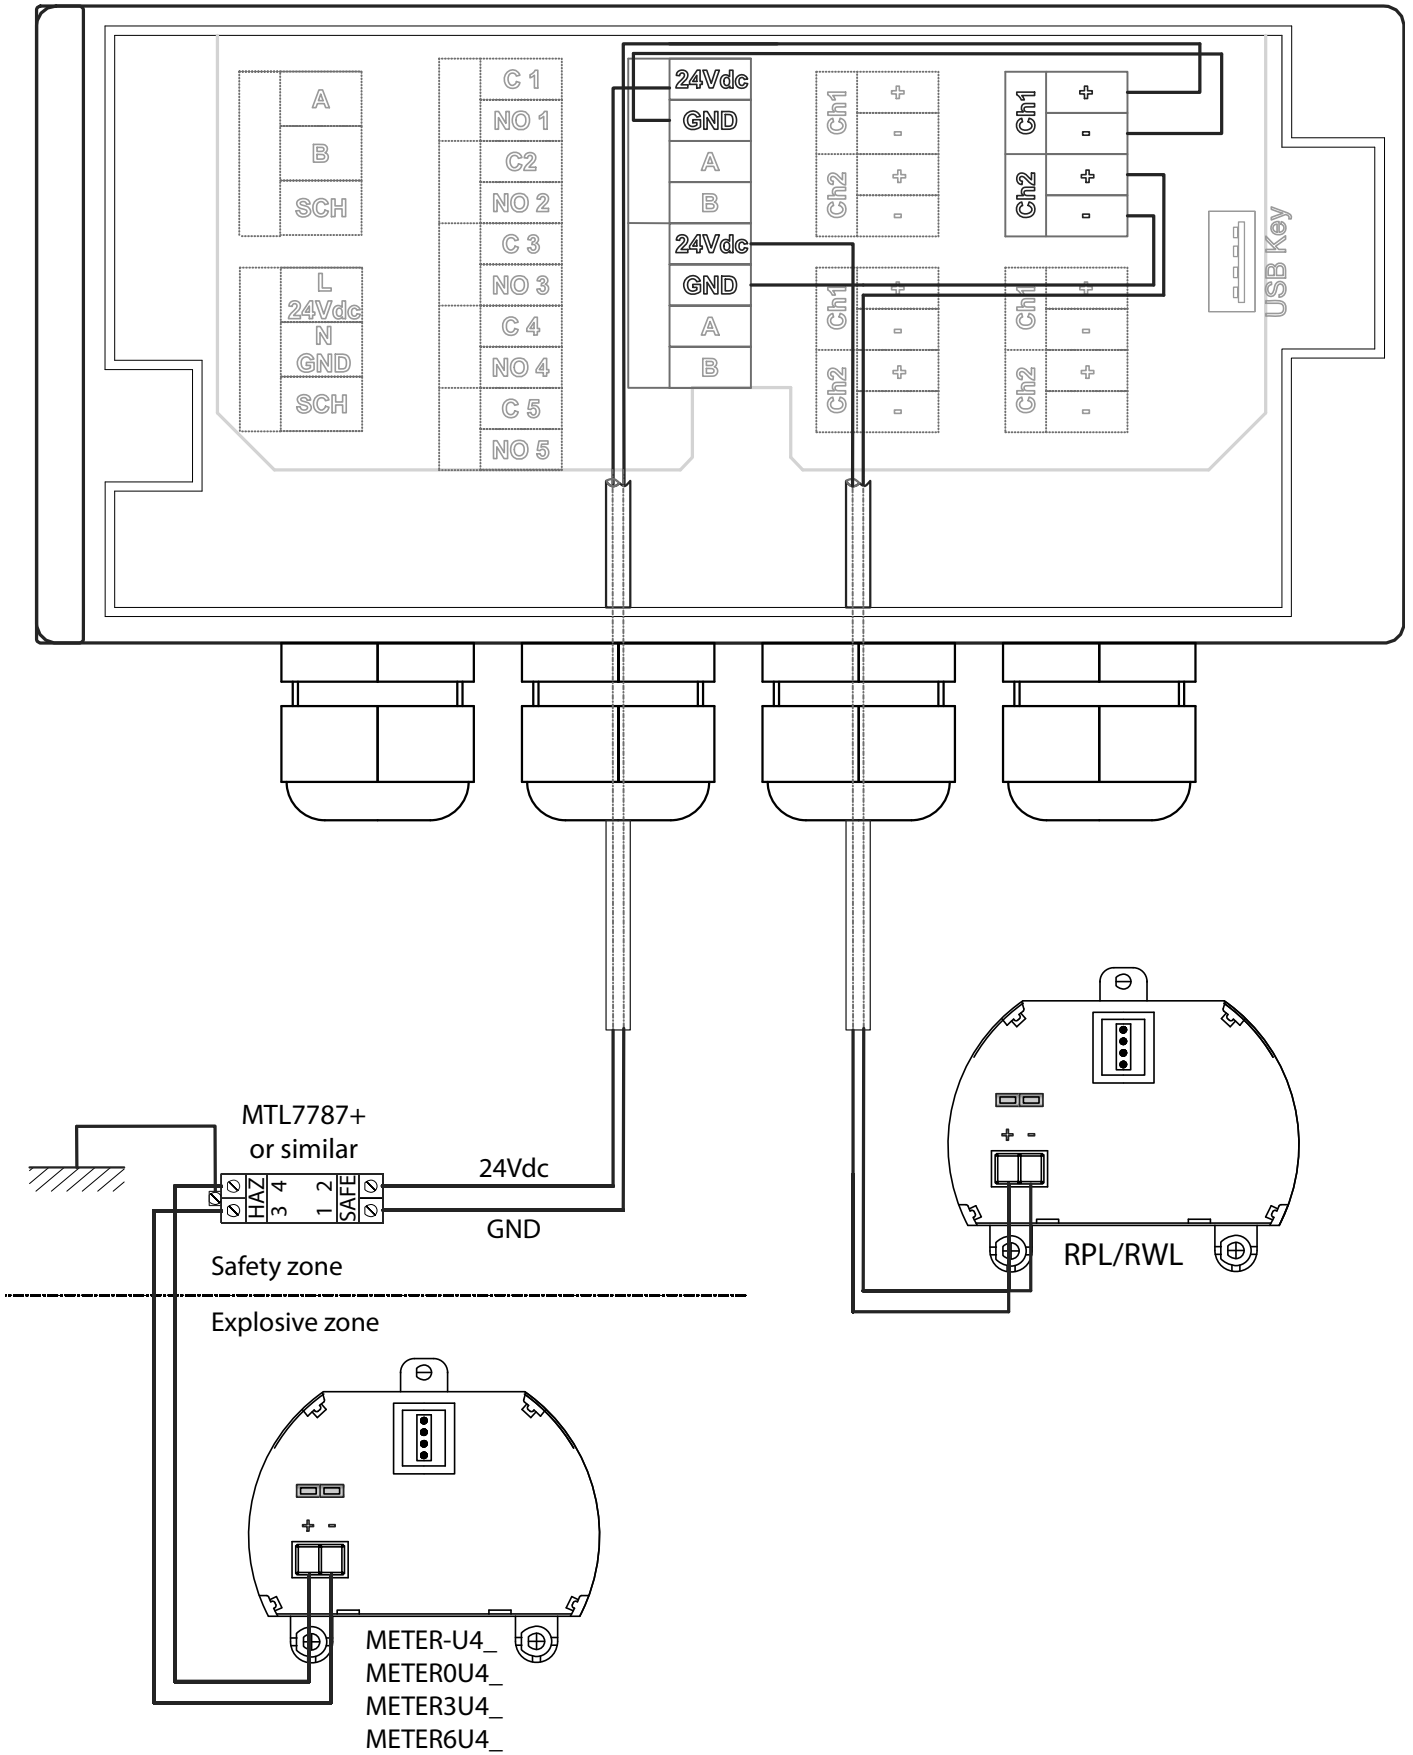 A
B
SCH
L
24Vdc
N
GND
SCH
C 1
NO 1
C2
NO 2
C 3
NO 3
C 4
NO 4
C 5
NO 5
24Vdc
GND
A
B
24Vdc
GND
A
B
Ch1
+
-
Ch2
+
-
Ch1
+
-
Ch2
+
-
Ch1
+
-
Ch2
+
-
Ch1
+
-
Ch2
+
-
USB Key
MTL7787+
or similar
HAZ
3 4
1 2
SAFE
24Vdc
GND
Safety zone
Explosive zone
+ -
RPL/RWL
+ -
METER-U4_
METER0U4_
METER3U4_
METER6U4_